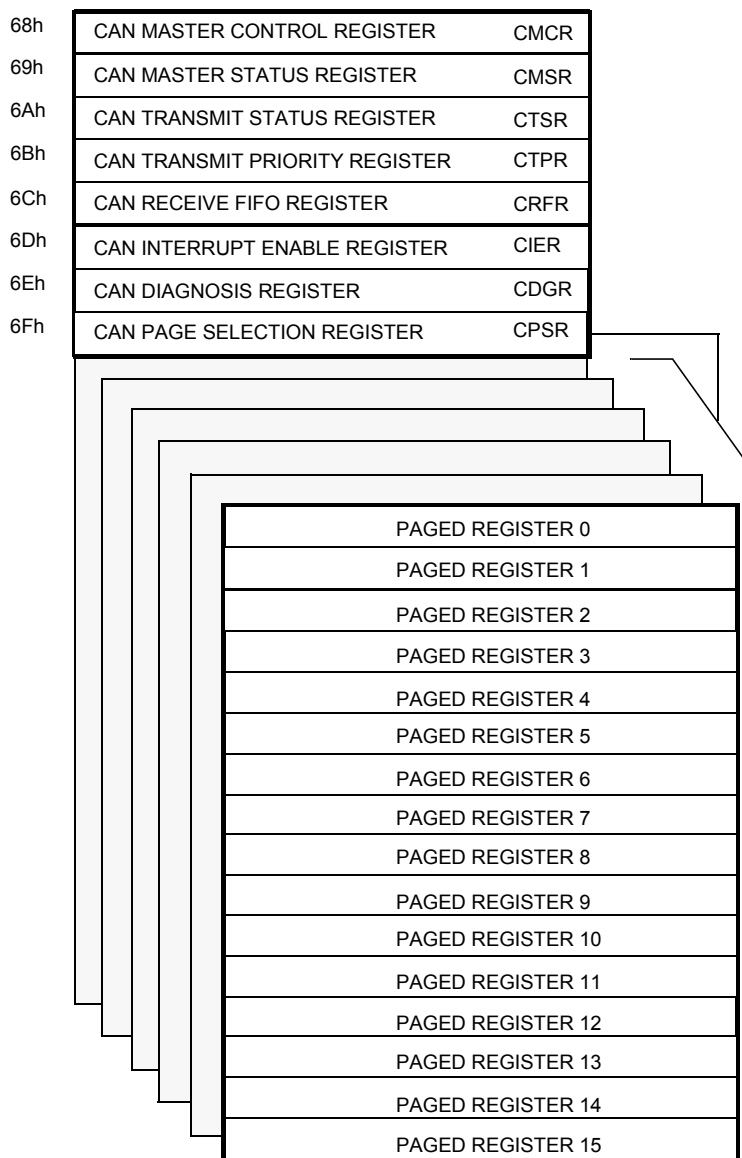 68h CAN MASTER CONTROL REGISTER CMCR
69h CAN MASTER STATUS REGISTER CMSR
6Ah CAN TRANSMIT STATUS REGISTER CTSR
6Bh CAN TRANSMIT PRIORITY REGISTER CTPR
6Ch CAN RECEIVE FIFO REGISTER CRFR
6Dh CAN INTERRUPT ENABLE REGISTER CIER
6Eh CAN DIAGNOSIS REGISTER CDGR
6Fh CAN PAGE SELECTION REGISTER CPSR
PAGED REGISTER 0
PAGED REGISTER 1
PAGED REGISTER 2
PAGED REGISTER 3
PAGED REGISTER 4
PAGED REGISTER 5
PAGED REGISTER 6
PAGED REGISTER 7
PAGED REGISTER 8
PAGED REGISTER 9
PAGED REGISTER 10
PAGED REGISTER 11
PAGED REGISTER 12
PAGED REGISTER 13
PAGED REGISTER 14
PAGED REGISTER 15